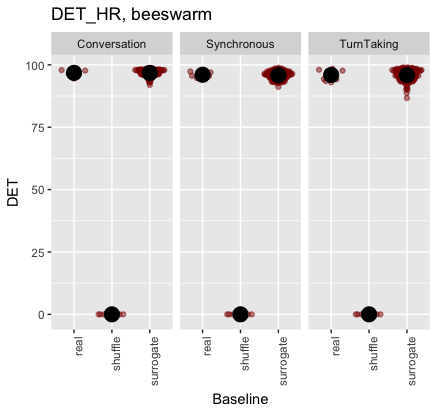 DET_HR, beeswarm
Conversation Synchronous TurnTaking
DET
100
75
50
25
0
real shuffle surrogate real shuffle surrogate real shuffle surrogate
Baseline